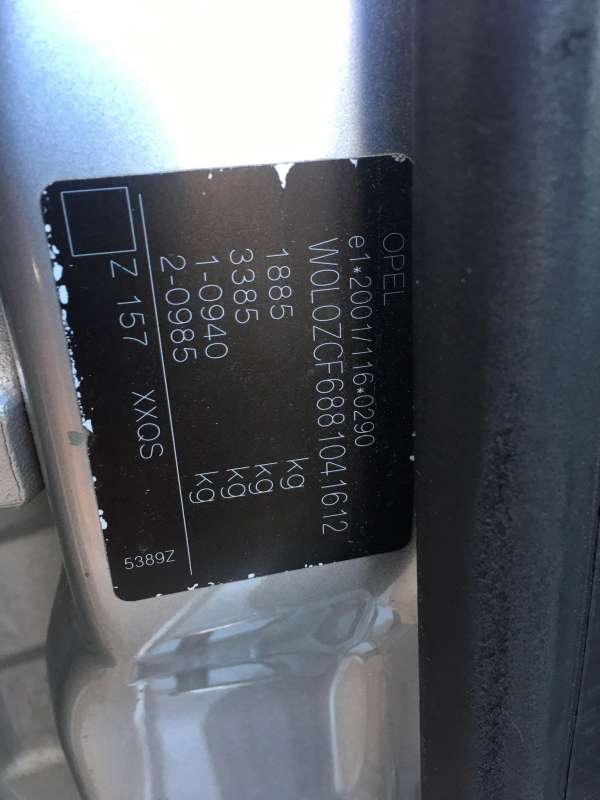 OPEL
e1*2001/116*0290
W0L0ZCF6881041612
1885 kg
3385 kg
1-0940 kg
2-0985 kg
Z 157 XXQS
5389Z